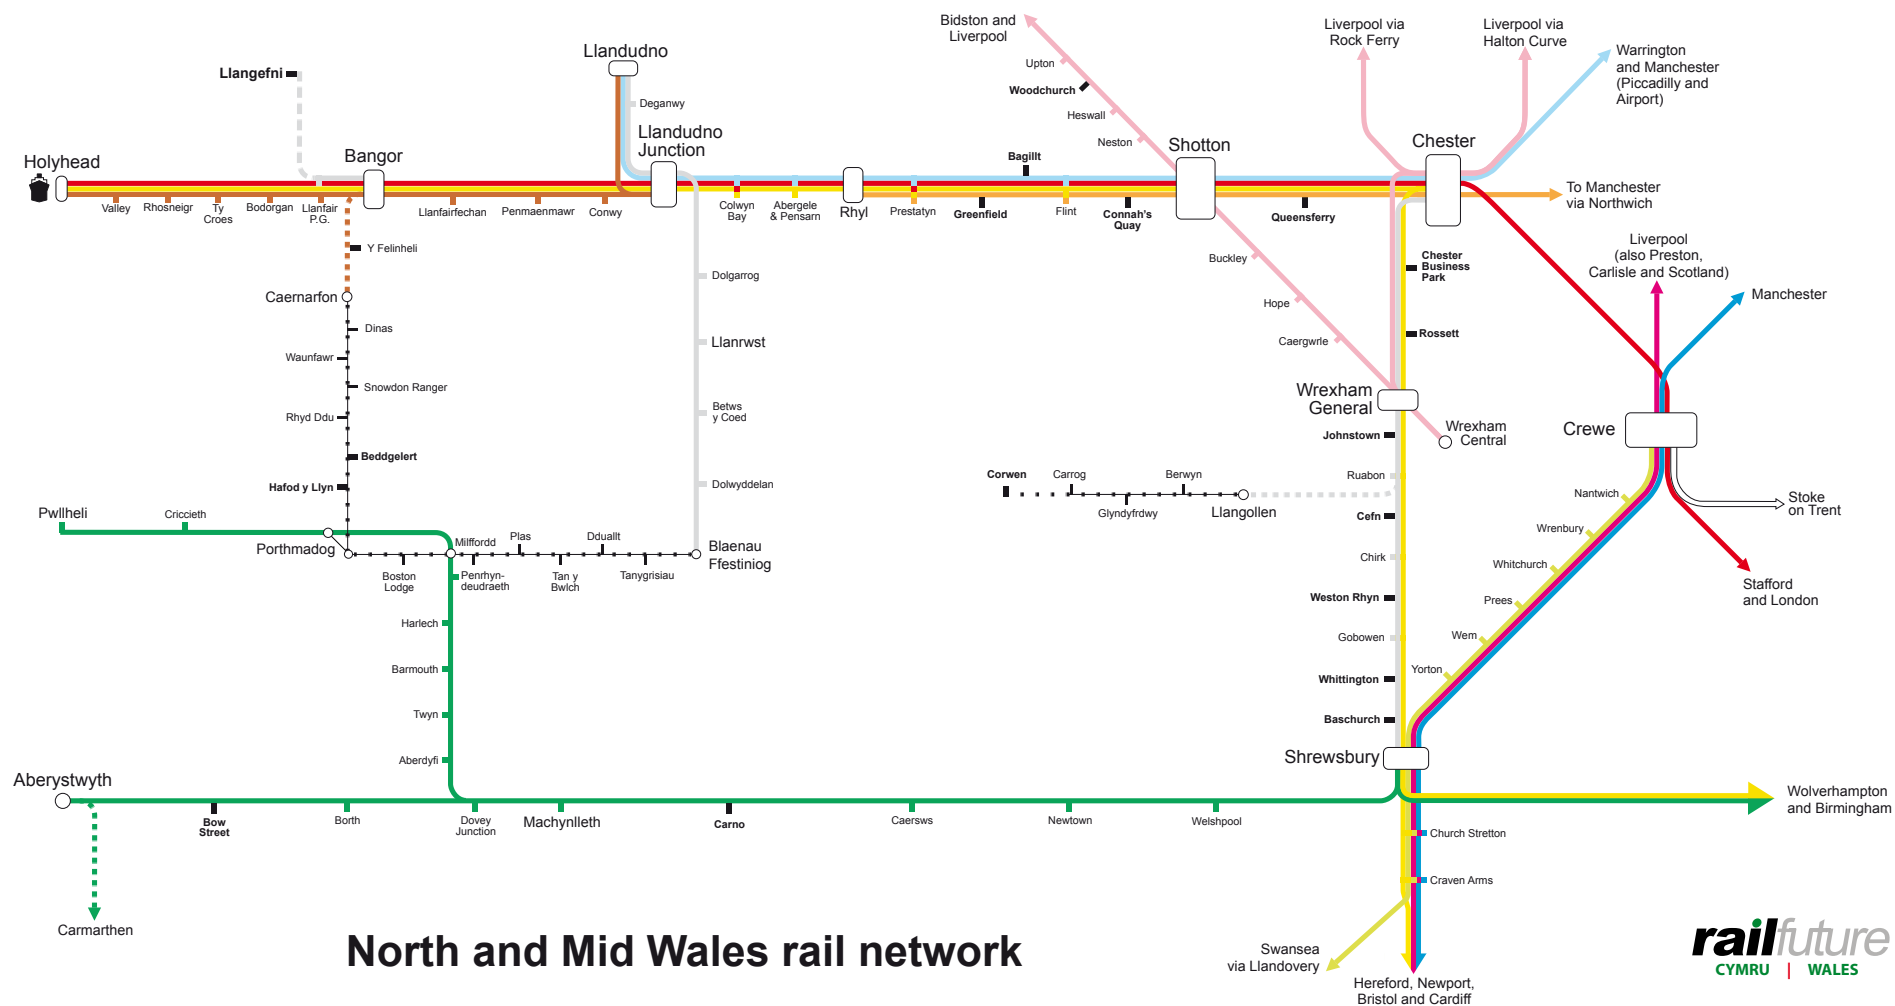 Bidston and
Liverpool
Liverpool via
Rock Ferry
Liverpool via
Halton Curve
Warrington
and Manchester
(Piccadilly and
Airport)
Llandudno
Llangefni
Upton
Woodchurch
Heswall
Neston
Deganwy
Llandudno
Junction
Shotton
Chester
Holyhead
Bangor
Bagillt
Valley
Rhosneigr
Ty
Croes
Bodorgan
Llanfair
P.G.
Llanfairfechan
Penmaenmawr
Conwy
Colwyn
Bay
Abergele
& Pensarn
Rhyl
Prestatyn
Greenfield
Flint
Connah's
Quay
Queensferry
To Manchester
via Northwich
Y Felinheli
Dolgarrog
Buckley
Chester
Business
Park
Liverpool
(also Preston,
Carlisle and Scotland)
Manchester
Caernarfon
Hope
Dinas
Llanrwst
Caergwrle
Rossett
Waunfawr
Snowdon Ranger
Rhyd Ddu
Betws
y Coed
Wrexham
General
Wrexham
Central
Crewe
Beddgelert
Johnstown
Hafod y Llyn
Dolwyddelan
Corwen
Carrog
Berwyn
Glyndyfrdwy
Llangollen
Ruabon
Nantwich
Stoke
on Trent
Pwllheli
Criccieth
Cefn
Wrenbury
Porthmadog
Milffordd
Plas
Dduallt
Blaenau
Ffestiniog
Boston
Lodge
Penrhyn-
deudraeth
Tan y
Bwlch
Tanygrisiau
Chirk
Whitchurch
Stafford
and London
Weston Rhyn
Prees
Harlech
Gobowen
Wem
Barmouth
Whittington
Yorton
Twyn
Baschurch
Aberdyfi
Shrewsbury
Aberystwyth
Wolverhampton
and Birmingham
Bow
Street
Borth
Dovey
Junction
Machynlleth
Carno
Caersws
Newtown
Welshpool
Church Stretton
Craven Arms
Carmarthen
North and Mid Wales rail network
Swansea
via Llandovery
Hereford, Newport,
Bristol and Cardiff
railfuture
CYMRU | WALES